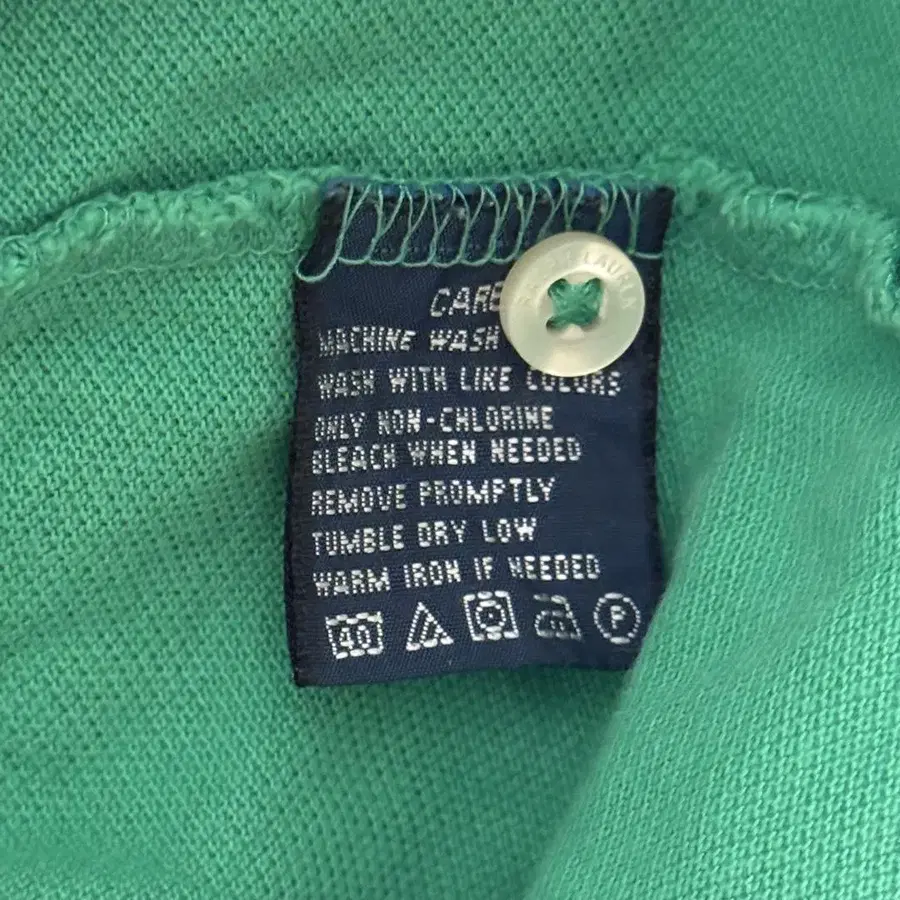 CARE
MACHINE WASH
WASH WITH LIKE COLORS
ONLY NON-CHLORINE
BLEACH WHEN NEEDED
REMOVE PROMPTLY
TUMBLE DRY LOW
WARM IRON IF NEEDED
40 P
LAUREN